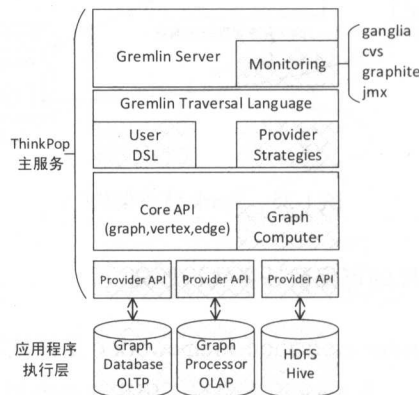 Gremlin Server
Monitoring
ganglia
cvs
graphite
jmx
Gremlin Traversal Language
User
DSL
Provider
Strategies
ThinkPop
主服务
Core API
(graph,vertex,edge)
Graph
Computer
Provider API
Provider API
Provider API
应用程序
执行层
Graph
Database
OLTP
Graph
Processor
OLAP
HDFS
Hive